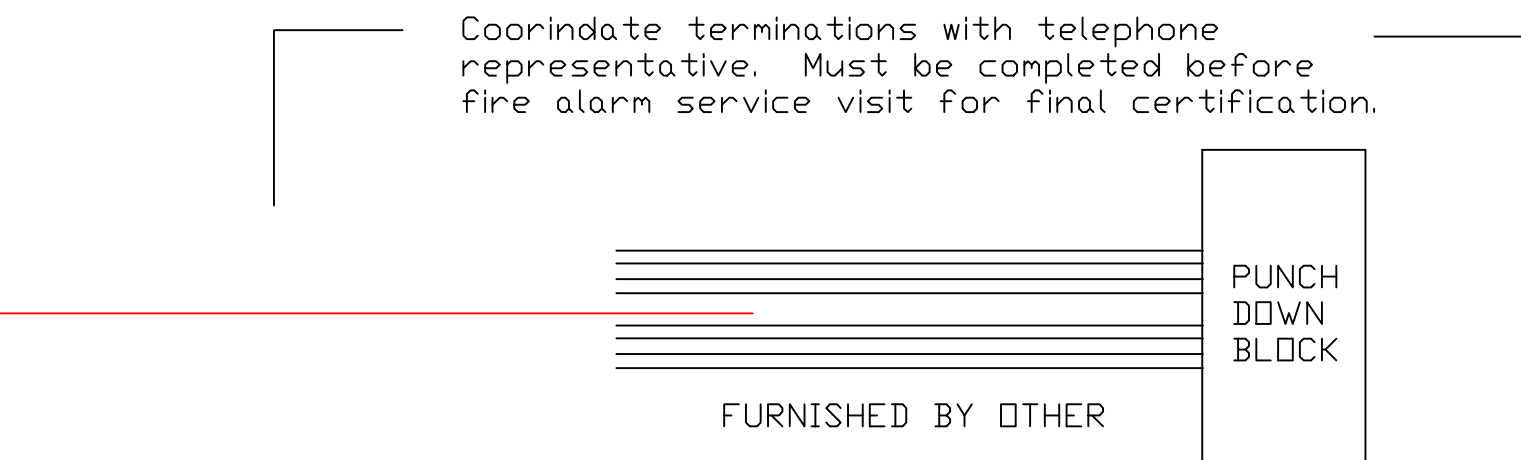 Coorindate terminations with telephone
representative.  Must be completed before
fire alarm service visit for final certification.
PUNCH
DOWN
BLOCK
FURNISHED BY OTHER